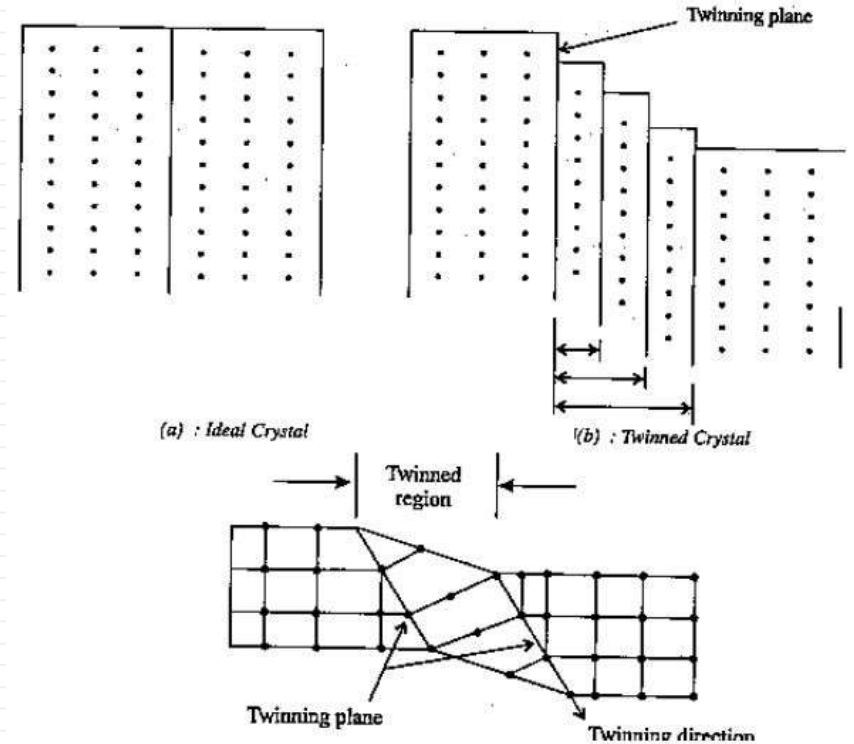 Twinning plane
(a) : Ideal Crystal
(b) : Twinned Crystal
Twinned
region
Twinning plane
Twinning direction